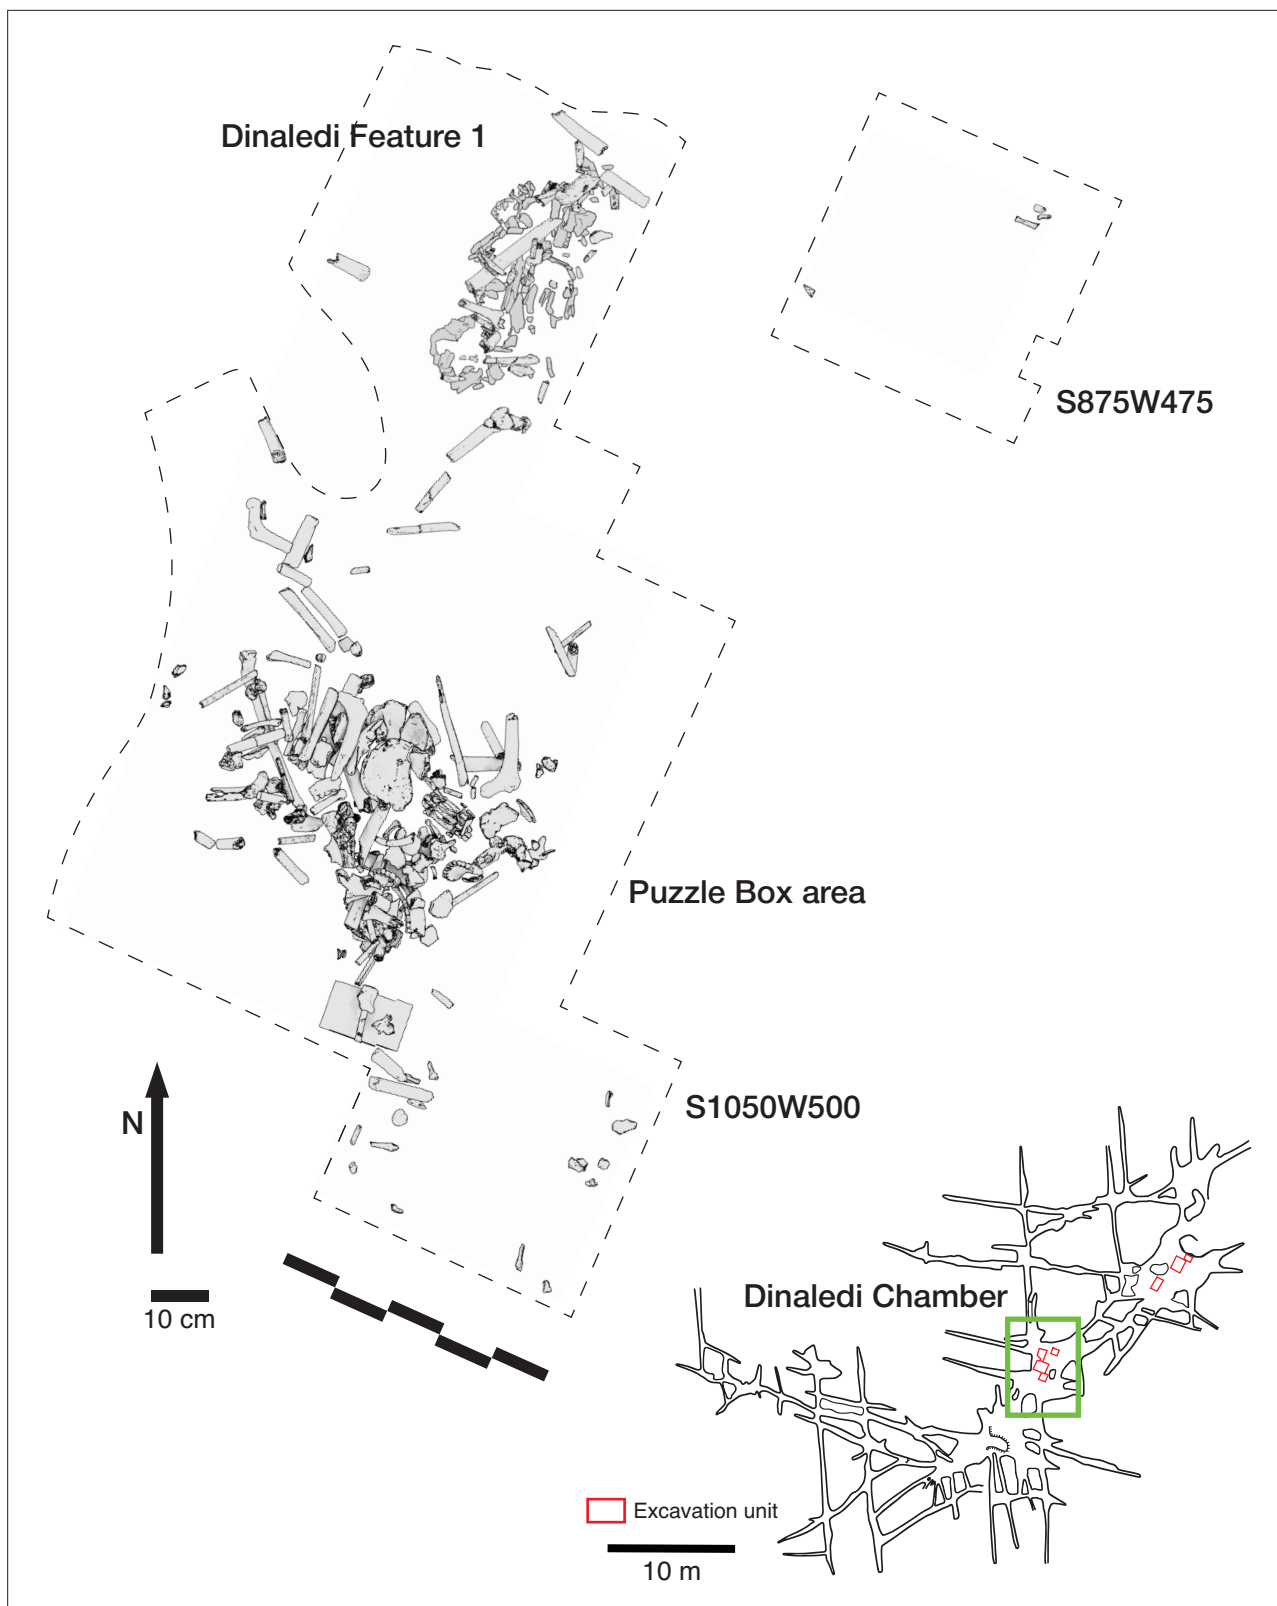 Dinaledi Feature 1
S875W475
Puzzle Box area
S1050W500
N
10 cm
Dinaledi Chamber
Excavation unit
10 m